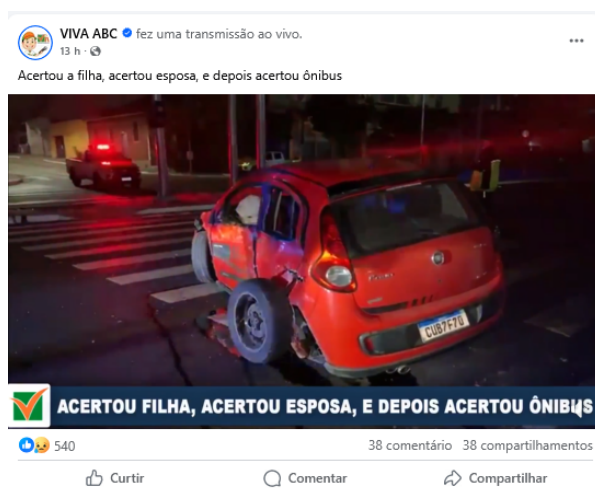 VIVA ABC fez uma transmissão ao vivo.
13 h ·
Acertou a filha, acertou esposa, e depois acertou ônibus
CUB7F70
ACERTOU FILHA, ACERTOU ESPOSA, E DEPOIS ACERTOU ÔNIBUS
540
38 comentário 38 compartilhamentos
Curtir Comentar Compartilhar